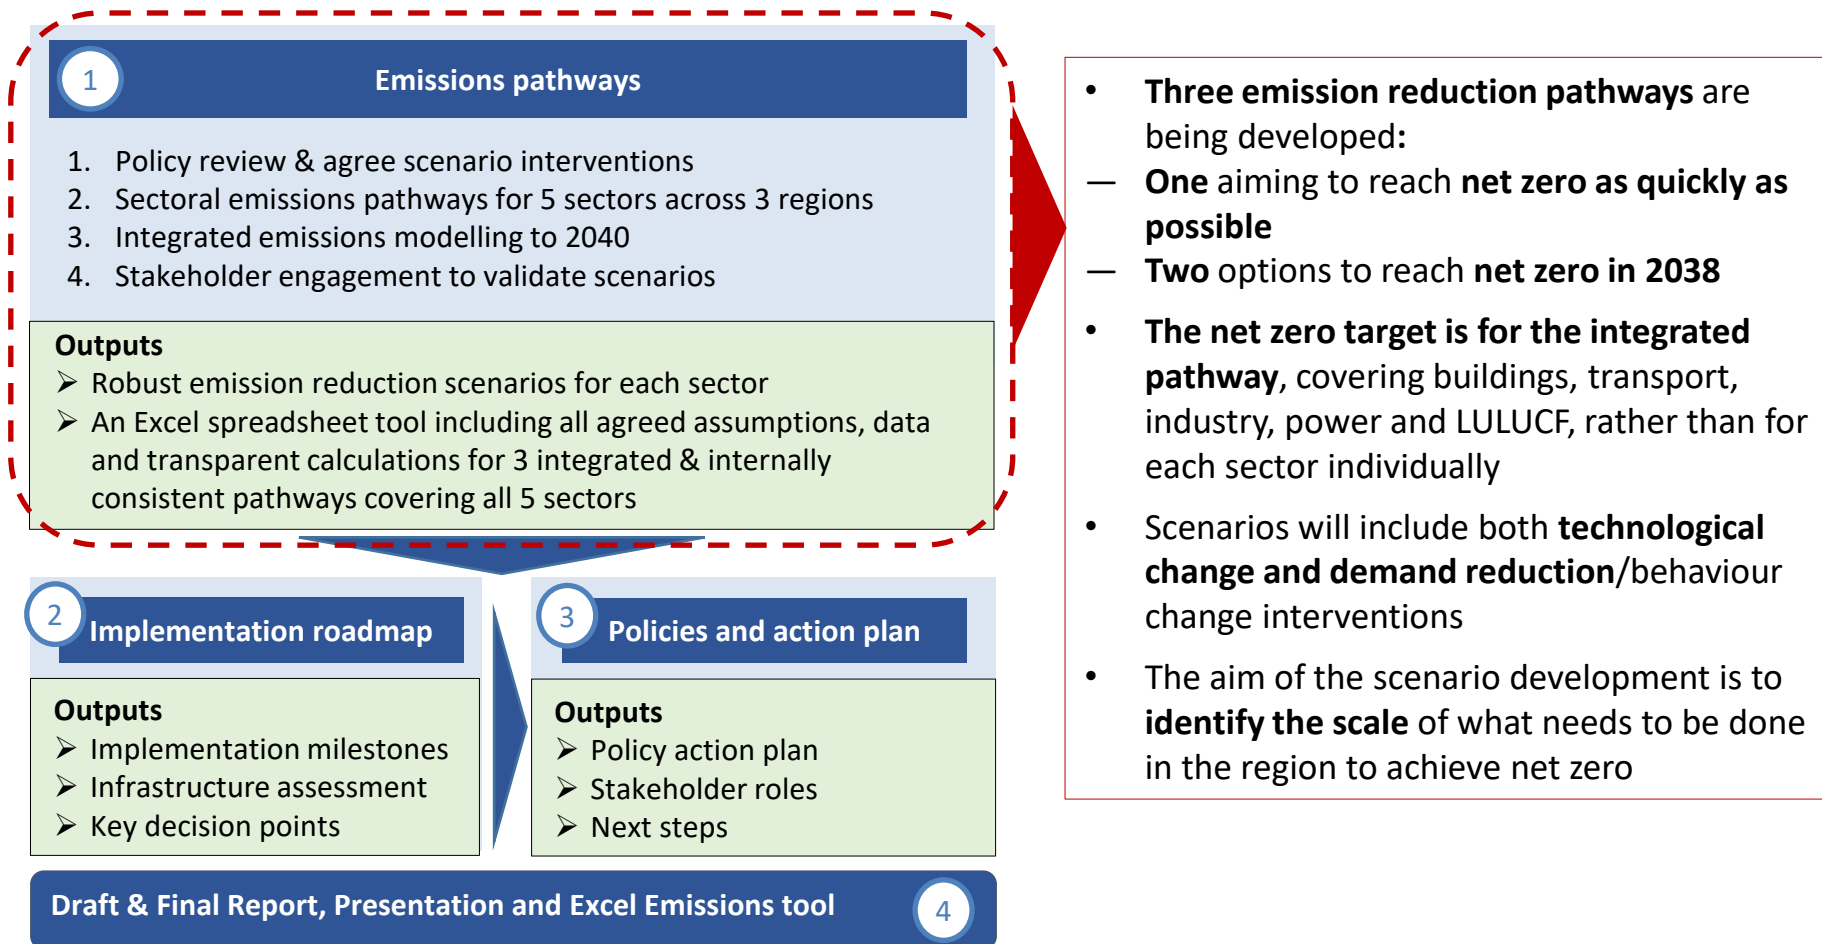 1
Emissions pathways
1. Policy review & agree scenario interventions
2. Sectoral emissions pathways for 5 sectors across 3 regions
3. Integrated emissions modelling to 2040
4. Stakeholder engagement to validate scenarios
Outputs
➢ Robust emission reduction scenarios for each sector
➢ An Excel spreadsheet tool including all agreed assumptions, data
and transparent calculations for 3 integrated & internally
consistent pathways covering all 5 sectors
2
Implementation roadmap
Outputs
➢ Implementation milestones
➢ Infrastructure assessment
➢ Key decision points
3
Policies and action plan
Outputs
➢ Policy action plan
➢ Stakeholder roles
➢ Next steps
Draft & Final Report, Presentation and Excel Emissions tool
4
• Three emission reduction pathways are
being developed:
— One aiming to reach net zero as quickly as
possible
— Two options to reach net zero in 2038
• The net zero target is for the integrated
pathway, covering buildings, transport,
industry, power and LULUCF, rather than for
each sector individually
• Scenarios will include both technological
change and demand reduction/behaviour
change interventions
• The aim of the scenario development is to
identify the scale of what needs to be done
in the region to achieve net zero